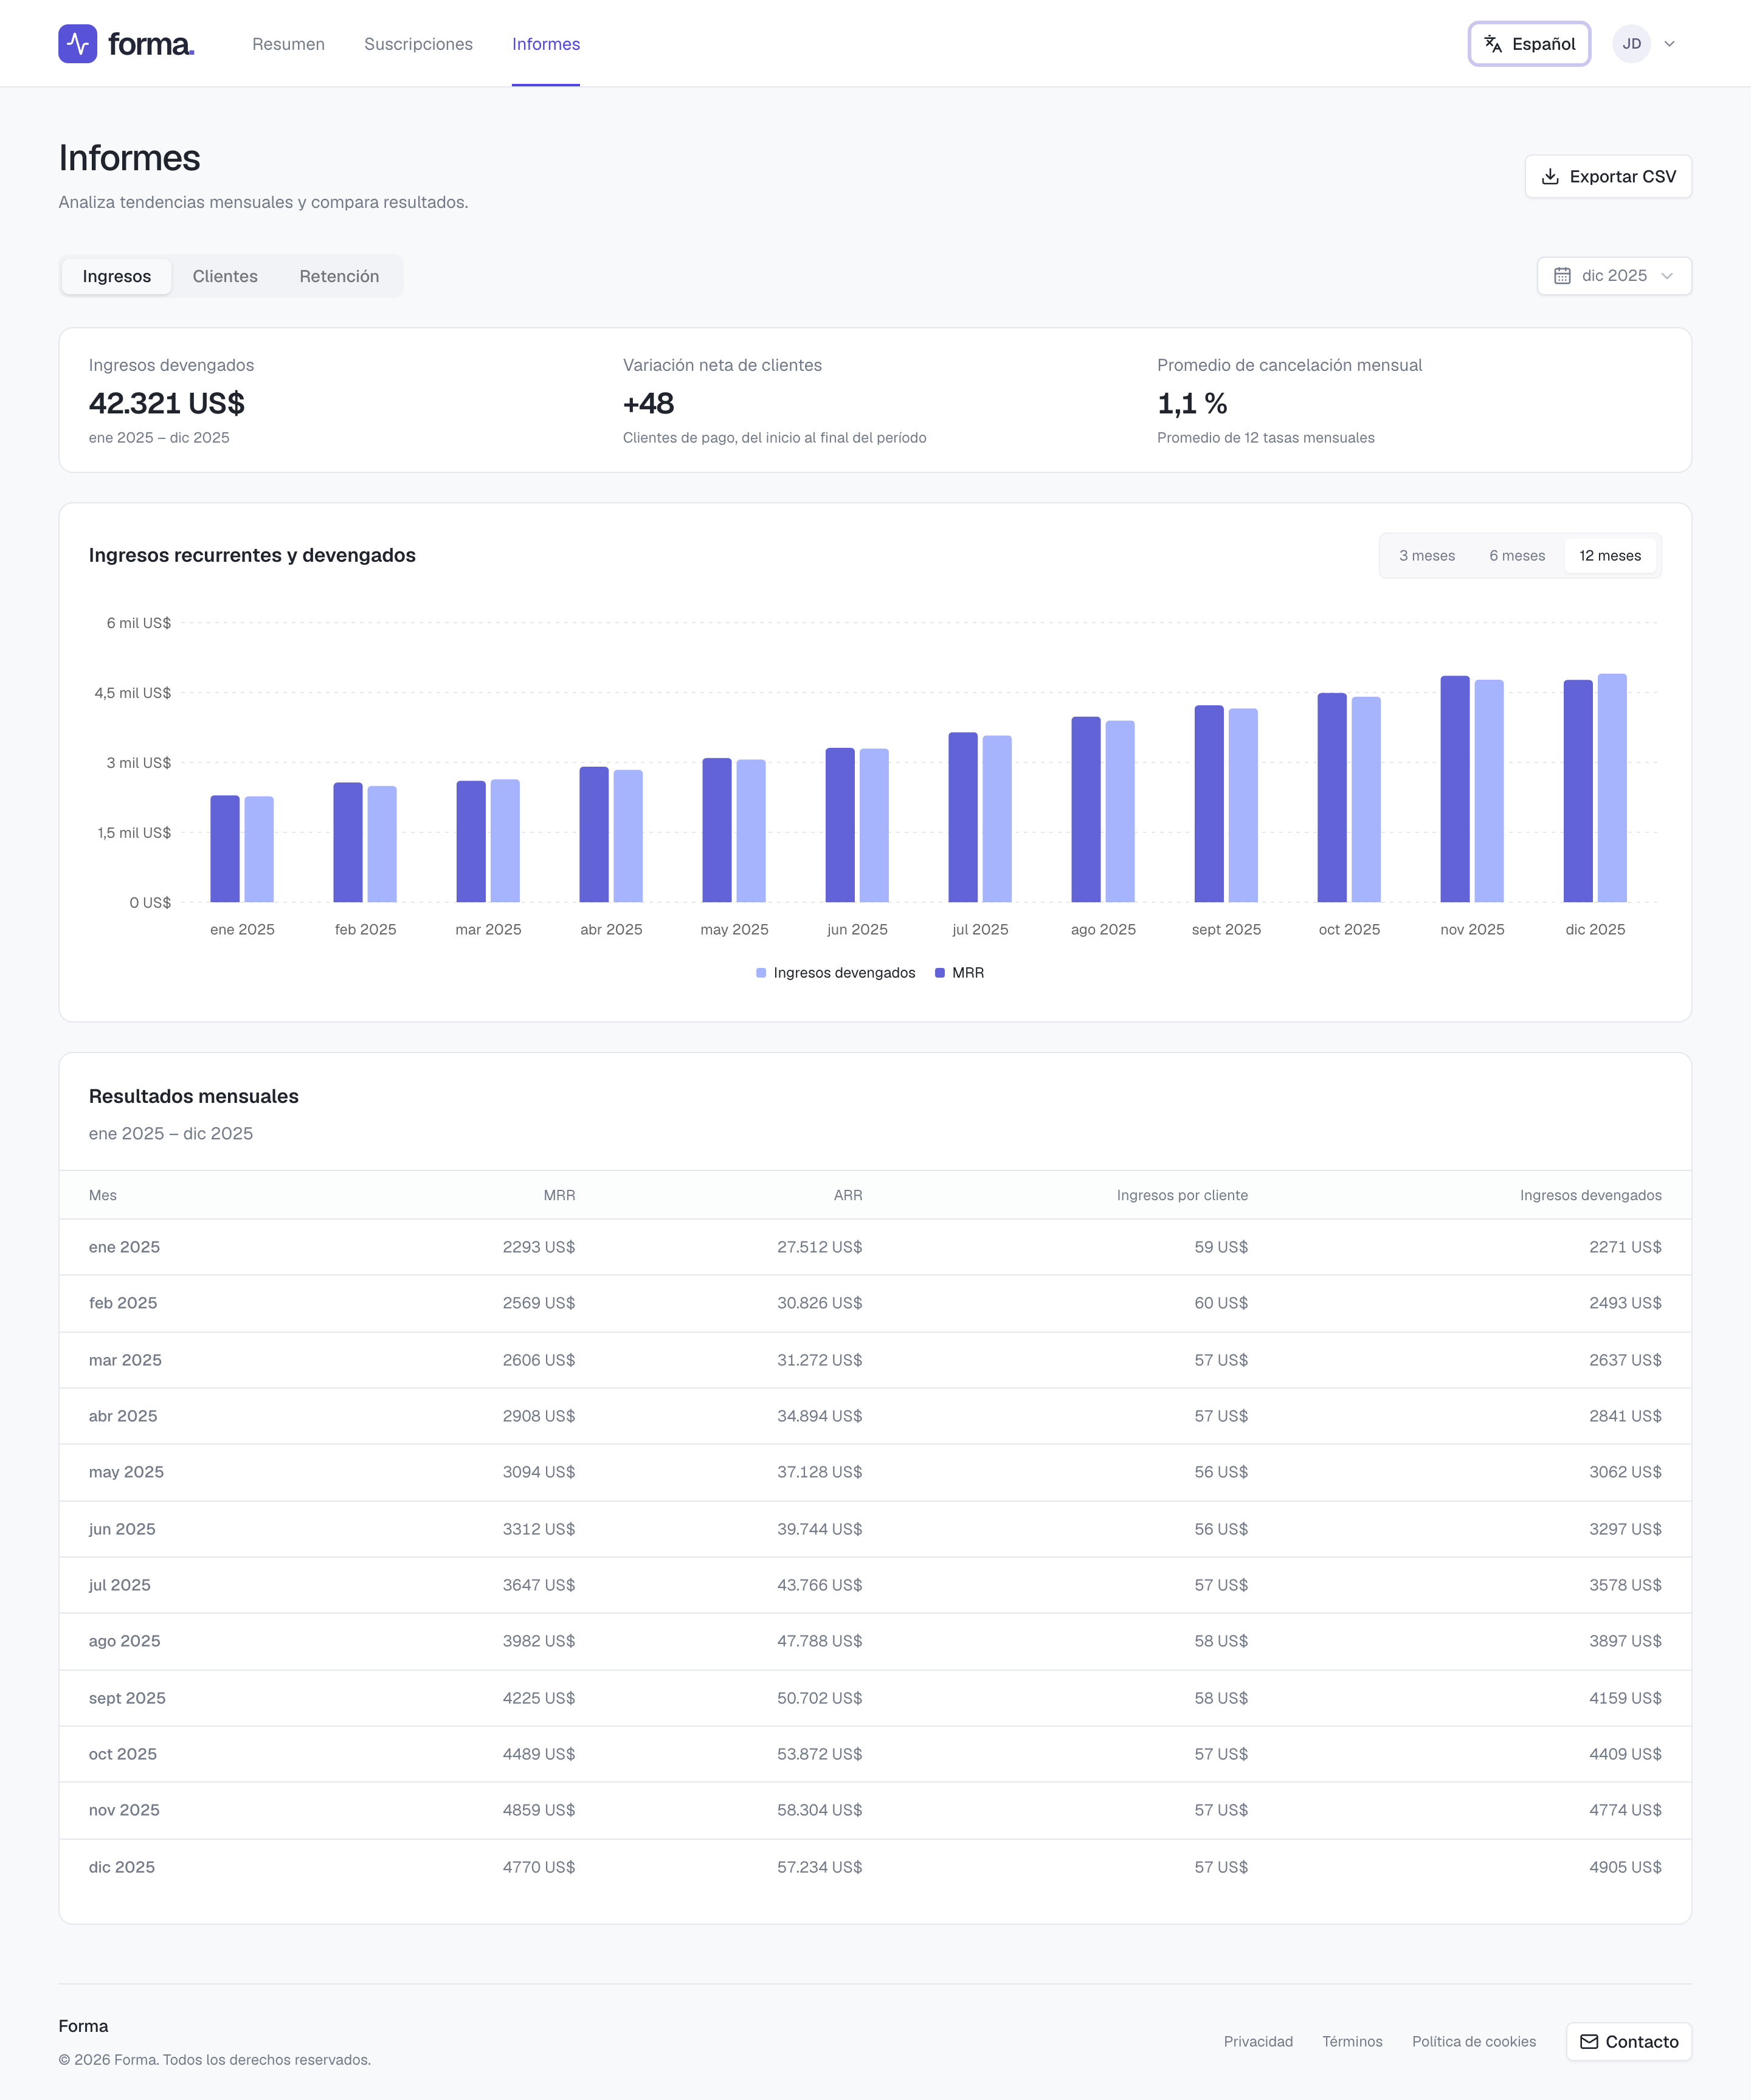 forma.
Resumen Suscripciones Informes
Español JD
Informes
Analiza tendencias mensuales y compara resultados.
Exportar CSV
Ingresos Clientes Retención
dic 2025
Ingresos devengados Variación neta de clientes Promedio de cancelación mensual
42.321 US$ +48 1,1 %
ene 2025 – dic 2025 Clientes de pago, del inicio al final del período Promedio de 12 tasas mensuales
Ingresos recurrentes y devengados
3 meses 6 meses 12 meses
6 mil US$
4,5 mil US$
3 mil US$
1,5 mil US$
0 US$
ene 2025 feb 2025 mar 2025 abr 2025 may 2025 jun 2025 jul 2025 ago 2025 sept 2025 oct 2025 nov 2025 dic 2025
Ingresos devengados MRR
Resultados mensuales
ene 2025 – dic 2025
Mes MRR ARR Ingresos por cliente Ingresos devengados
ene 2025 2293 US$ 27.512 US$ 59 US$ 2271 US$
feb 2025 2569 US$ 30.826 US$ 60 US$ 2493 US$
mar 2025 2606 US$ 31.272 US$ 57 US$ 2637 US$
abr 2025 2908 US$ 34.894 US$ 57 US$ 2841 US$
may 2025 3094 US$ 37.128 US$ 56 US$ 3062 US$
jun 2025 3312 US$ 39.744 US$ 56 US$ 3297 US$
jul 2025 3647 US$ 43.766 US$ 57 US$ 3578 US$
ago 2025 3982 US$ 47.788 US$ 58 US$ 3897 US$
sept 2025 4225 US$ 50.702 US$ 58 US$ 4159 US$
oct 2025 4489 US$ 53.872 US$ 57 US$ 4409 US$
nov 2025 4859 US$ 58.304 US$ 57 US$ 4774 US$
dic 2025 4770 US$ 57.234 US$ 57 US$ 4905 US$
Forma
© 2026 Forma. Todos los derechos reservados.
Privacidad Términos Política de cookies Contacto